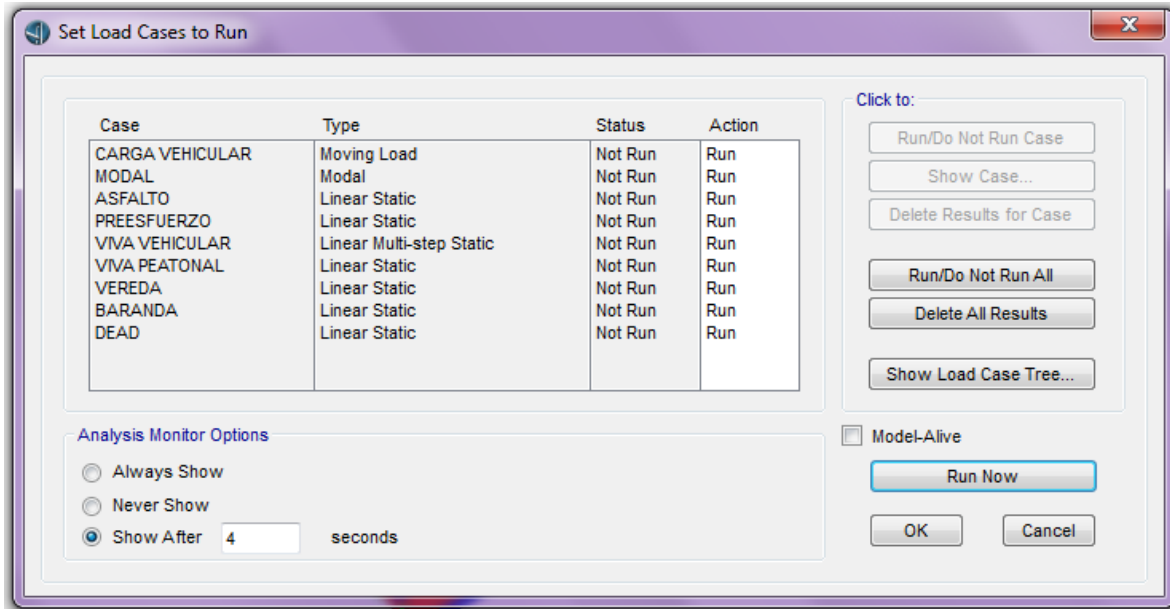 Set Load Cases to Run
Case Type Status Action
CARGA VEHICULAR Moving Load Not Run Run
MODAL Modal Not Run Run
ASFALTO Linear Static Not Run Run
PREESFUERZO Linear Static Not Run Run
VIVA VEHICULAR Linear Multi-step Static Not Run Run
VIVA PEATONAL Linear Static Not Run Run
VEREDA Linear Static Not Run Run
BARANDA Linear Static Not Run Run
DEAD Linear Static Not Run Run
Click to:
Run/Do Not Run Case
Show Case...
Delete Results for Case
Run/Do Not Run All
Delete All Results
Show Load Case Tree...
Analysis Monitor Options
Always Show
Never Show
Show After 4 seconds
Model-Alive
Run Now
OK Cancel